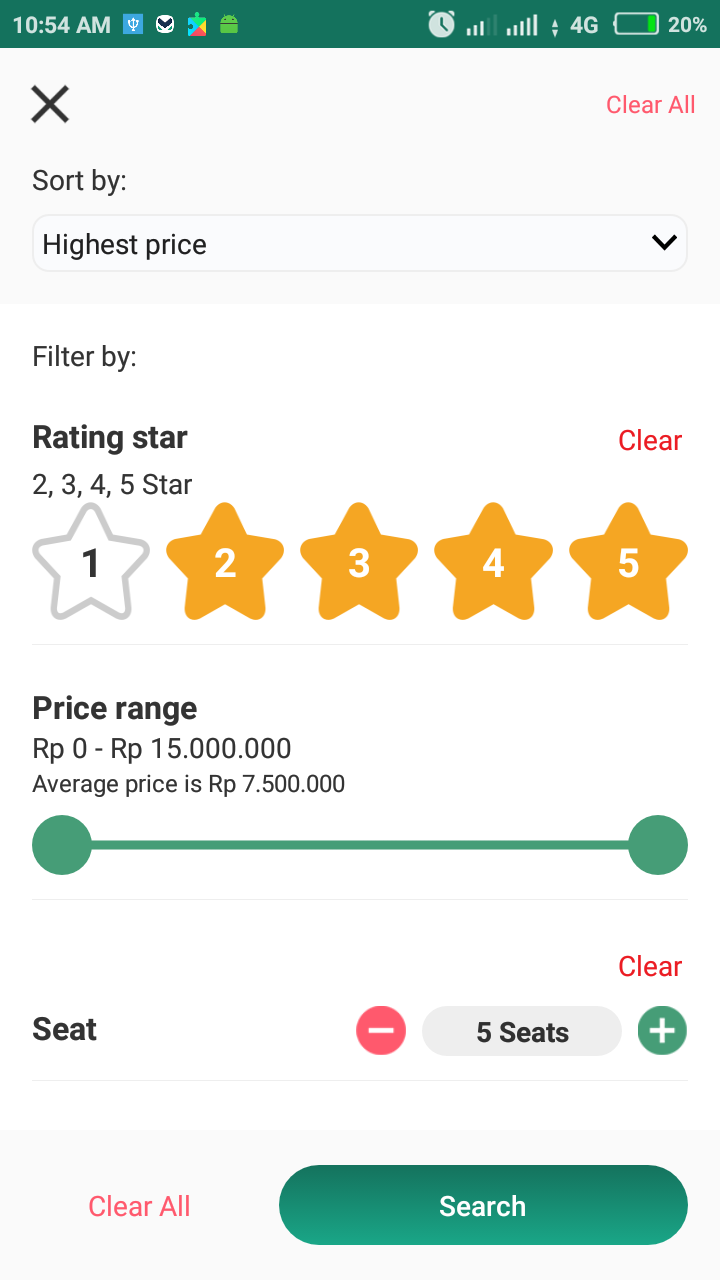 10:54 AM 4G 20%
Clear All
Sort by:
Highest price
Filter by:
Rating star Clear
2, 3, 4, 5 Star
1 2 3 4 5
Price range
Rp 0 - Rp 15.000.000
Average price is Rp 7.500.000
Clear
Seat 5 Seats
Clear All Search